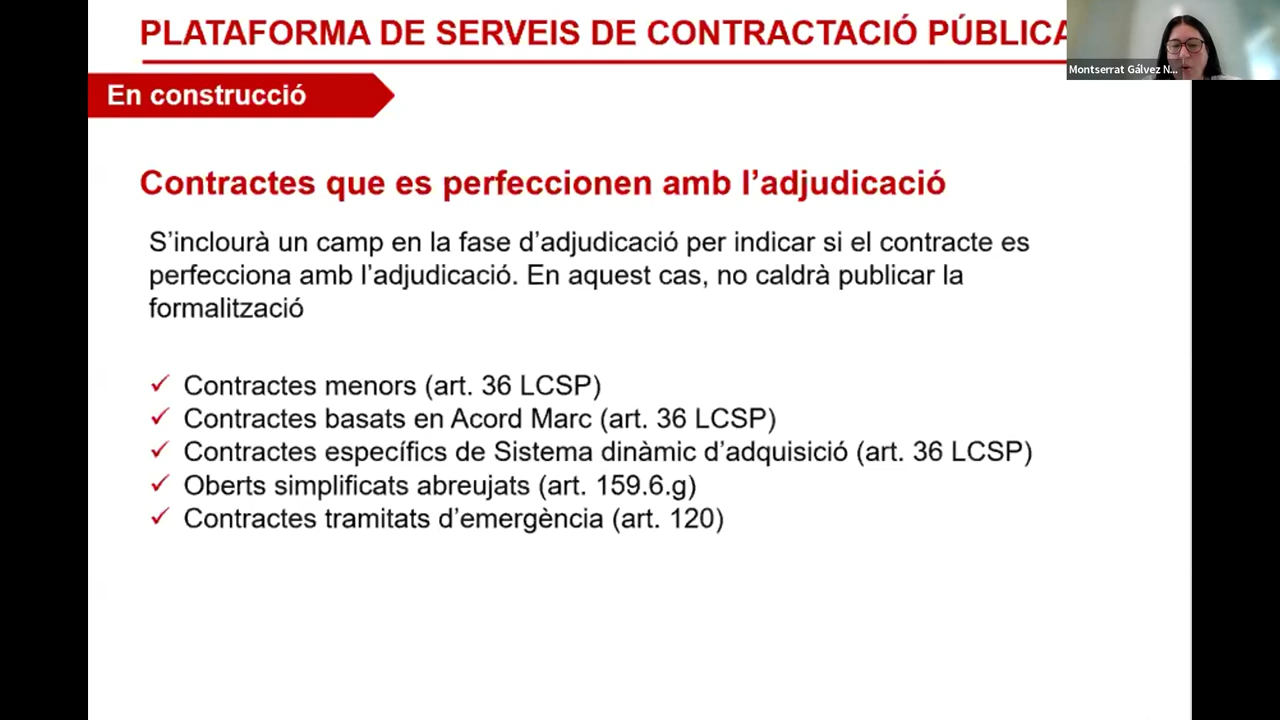 PLATAFORMA DE SERVEIS DE CONTRACTACIÓ PÚBLICA
Montserrat Gálvez N...
En construcció
Contractes que es perfeccionen amb l’adjudicació
S’inclourà un camp en la fase d’adjudicació per indicar si el contracte es
perfecciona amb l’adjudicació. En aquest cas, no caldrà publicar la
formalització
✓ Contractes menors (art. 36 LCSP)
✓ Contractes basats en Acord Marc (art. 36 LCSP)
✓ Contractes específics de Sistema dinàmic d’adquisició (art. 36 LCSP)
✓ Oberts simplificats abreujats (art. 159.6.g)
✓ Contractes tramitats d’emergència (art. 120)